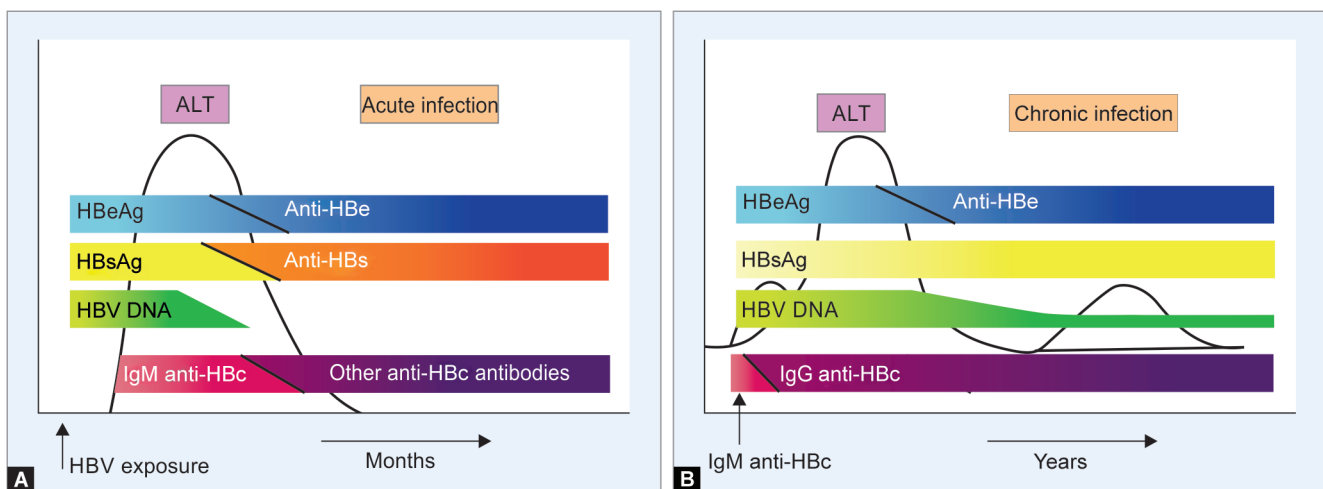 ALT
Acute infection
HBeAg
Anti-HBe
HBsAg
Anti-HBs
HBV DNA
IgM anti-HBc
Other anti-HBc antibodies
HBV exposure
Months
A
ALT
Chronic infection
HBeAg
Anti-HBe
HBsAg
HBV DNA
IgG anti-HBc
IgM anti-HBc
Years
B